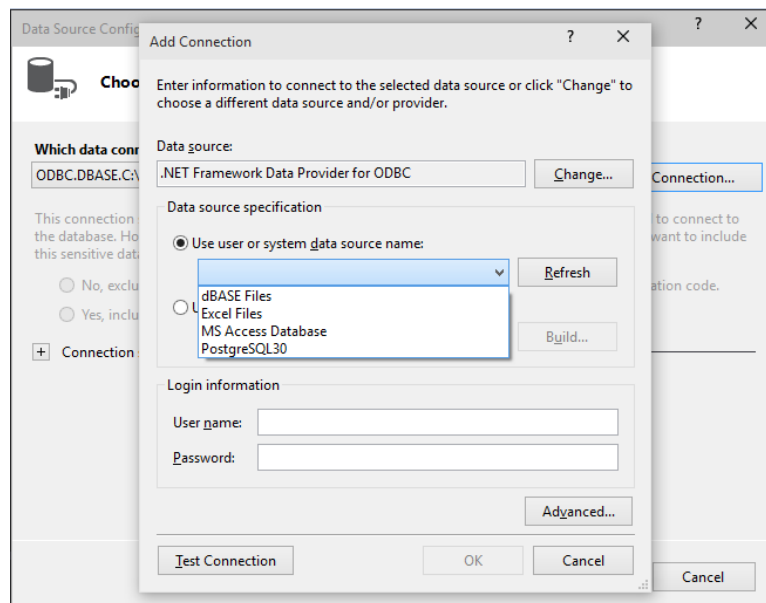 Data Source Config
Add Connection
Choo
Enter information to connect to the selected data source or click "Change" to
choose a different data source and/or provider.
Which data conn
Data source:
ODBC.DBASE.C:\
.NET Framework Data Provider for ODBC
Change...
Connection...
Data source specification
This connection
to connect to
the database. Ho
want to include
this sensitive data
Use user or system data source name:
Refresh
No, exclu
ation code.
dBASE Files
Excel Files
Yes, inclu
MS Access Database
Build...
PostgreSQL30
Connection
Login information
User name:
Password:
Advanced...
Test Connection
OK
Cancel
Cancel